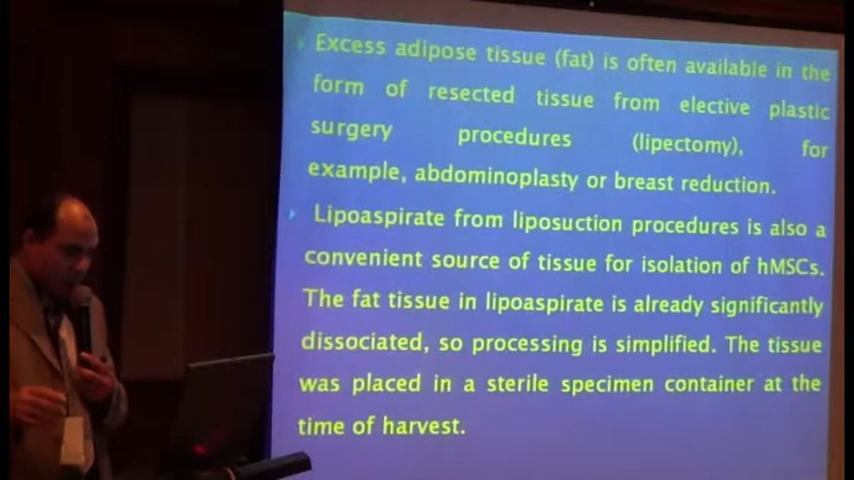 Excess adipose tissue (fat) is often available in the
form of resected tissue from elective plastic
surgery procedures (lipectomy), for
example, abdominoplasty or breast reduction.
Lipoaspirate from liposuction procedures is also a
convenient source of tissue for isolation of hMSCs.
The fat tissue in lipoaspirate is already significantly
dissociated, so processing is simplified. The tissue
was placed in a sterile specimen container at the
time of harvest.